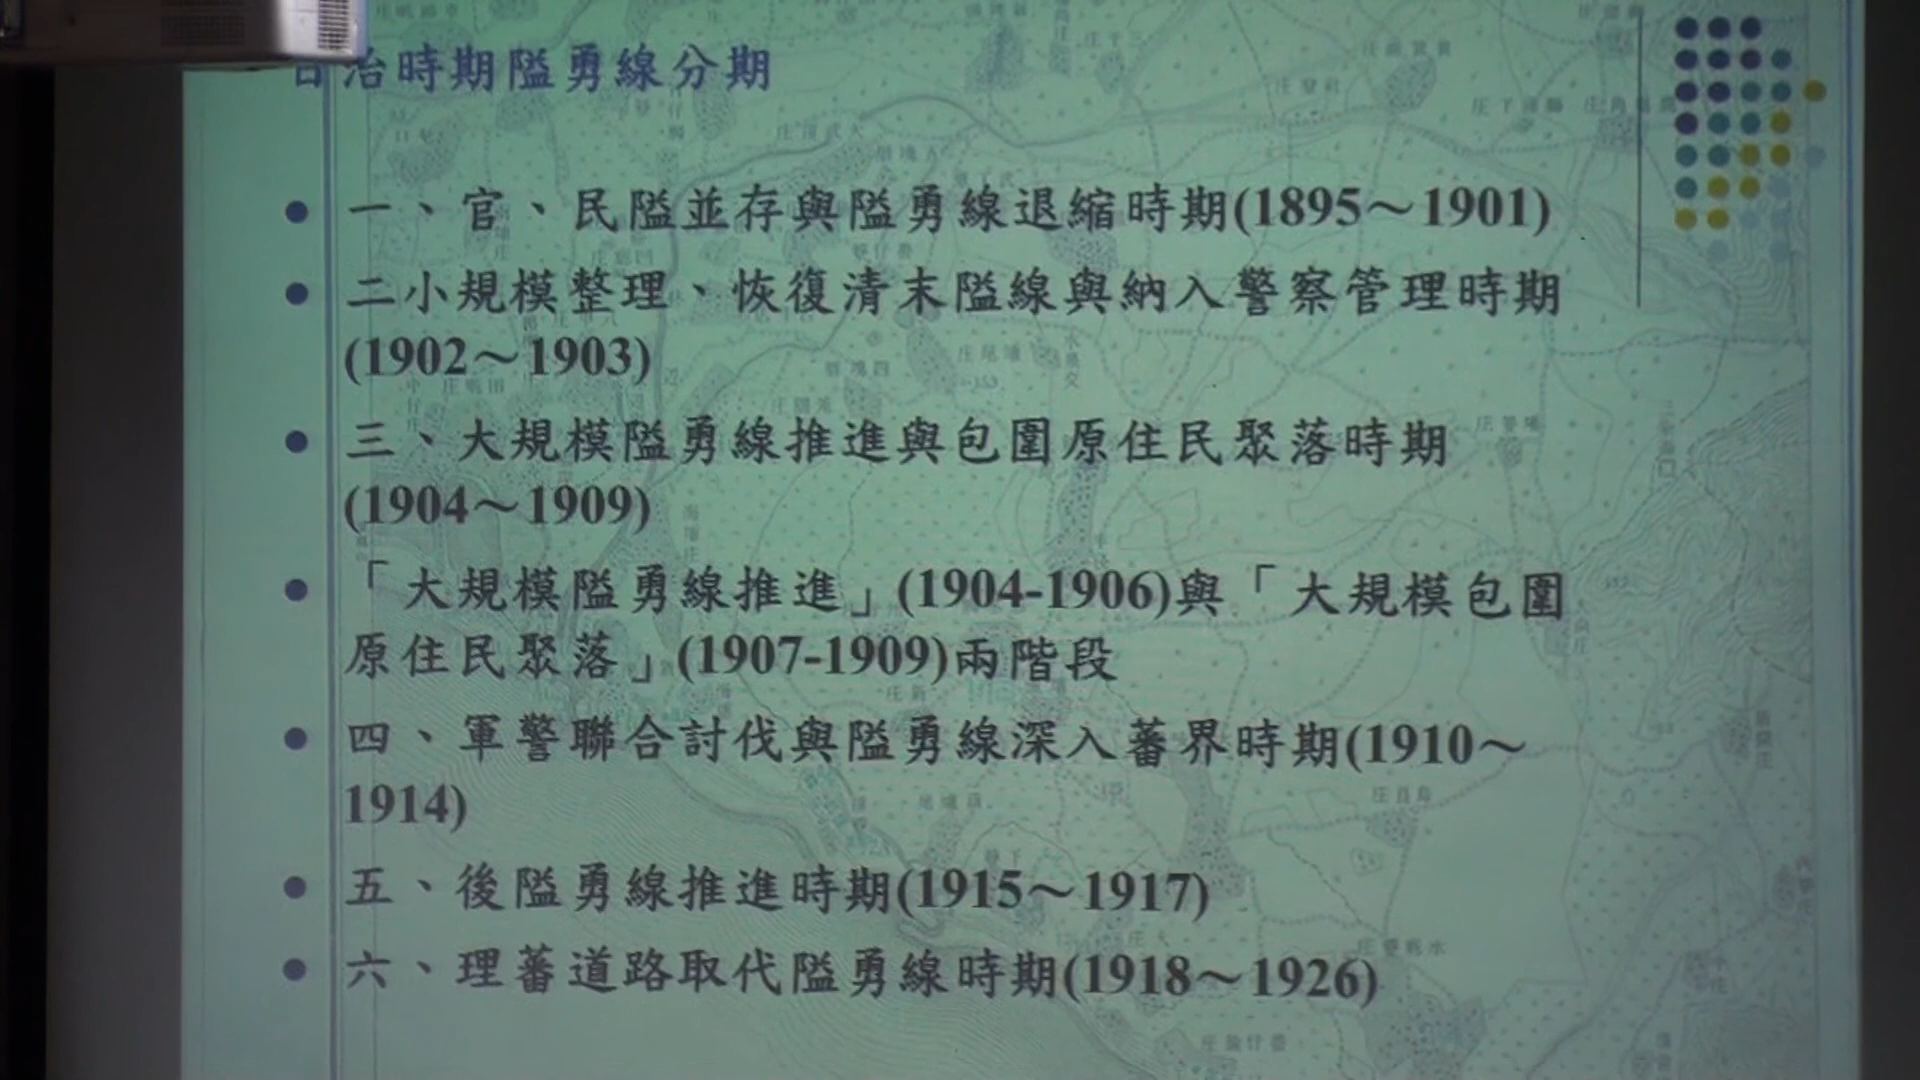 日治時期隘勇線分期
● 一、官、民隘並存與隘勇線退縮時期(1895～1901)
● 二小規模整理、恢復清末隘線與納入警察管理時期
(1902～1903)
● 三、大規模隘勇線推進與包圍原住民聚落時期
(1904～1909)
● 「大規模隘勇線推進」(1904-1906)與「大規模包圍
原住民聚落」(1907-1909)兩階段
● 四、軍警聯合討伐與隘勇線深入蕃界時期(1910～
1914)
● 五、後隘勇線推進時期(1915～1917)
● 六、理蕃道路取代隘勇線時期(1918～1926)